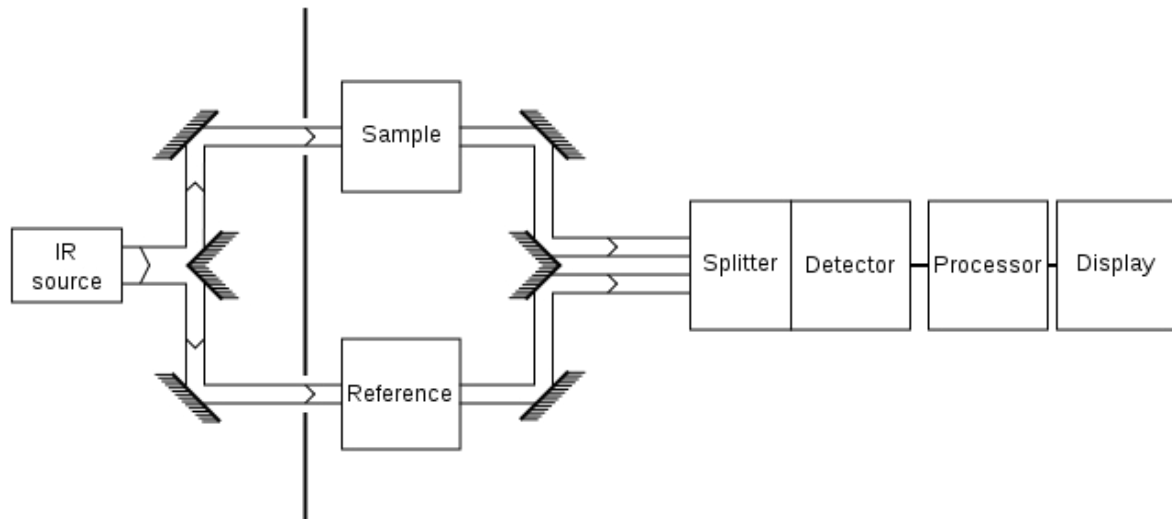 Sample
IR
source
Splitter
Detector
Processor
Display
Reference